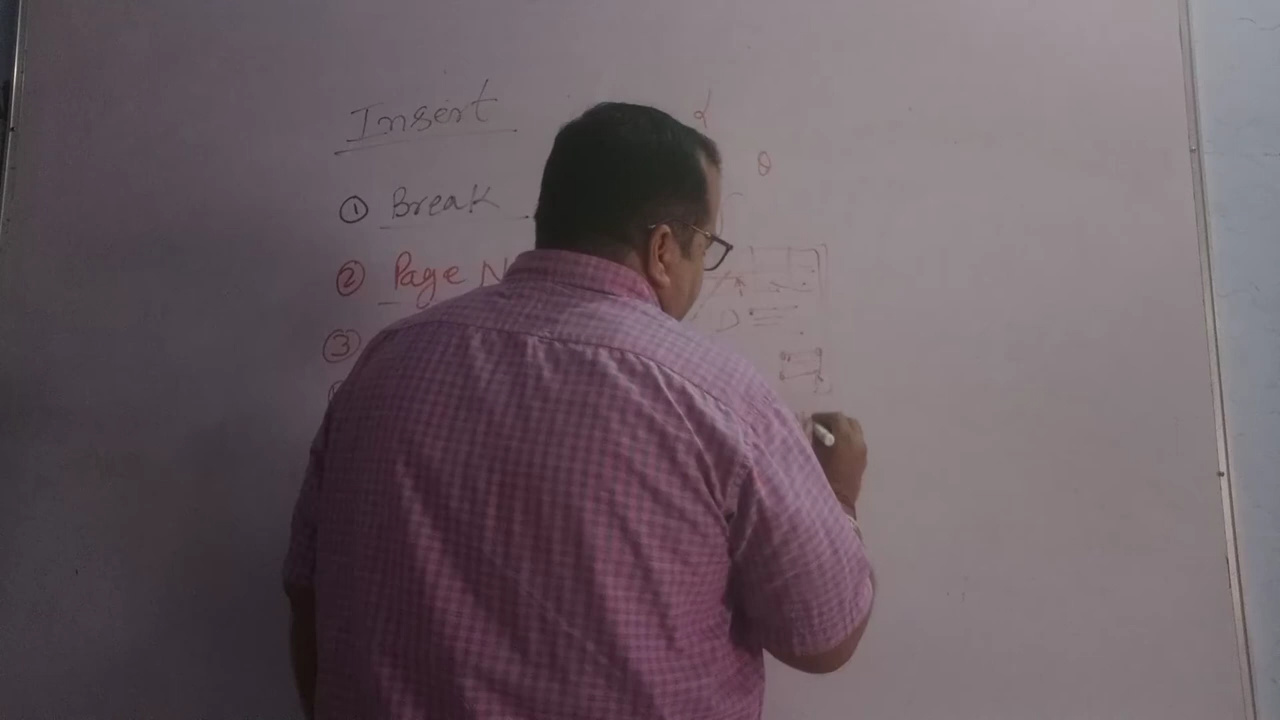 Insert
① Break
② Page N
③
α
θ
D